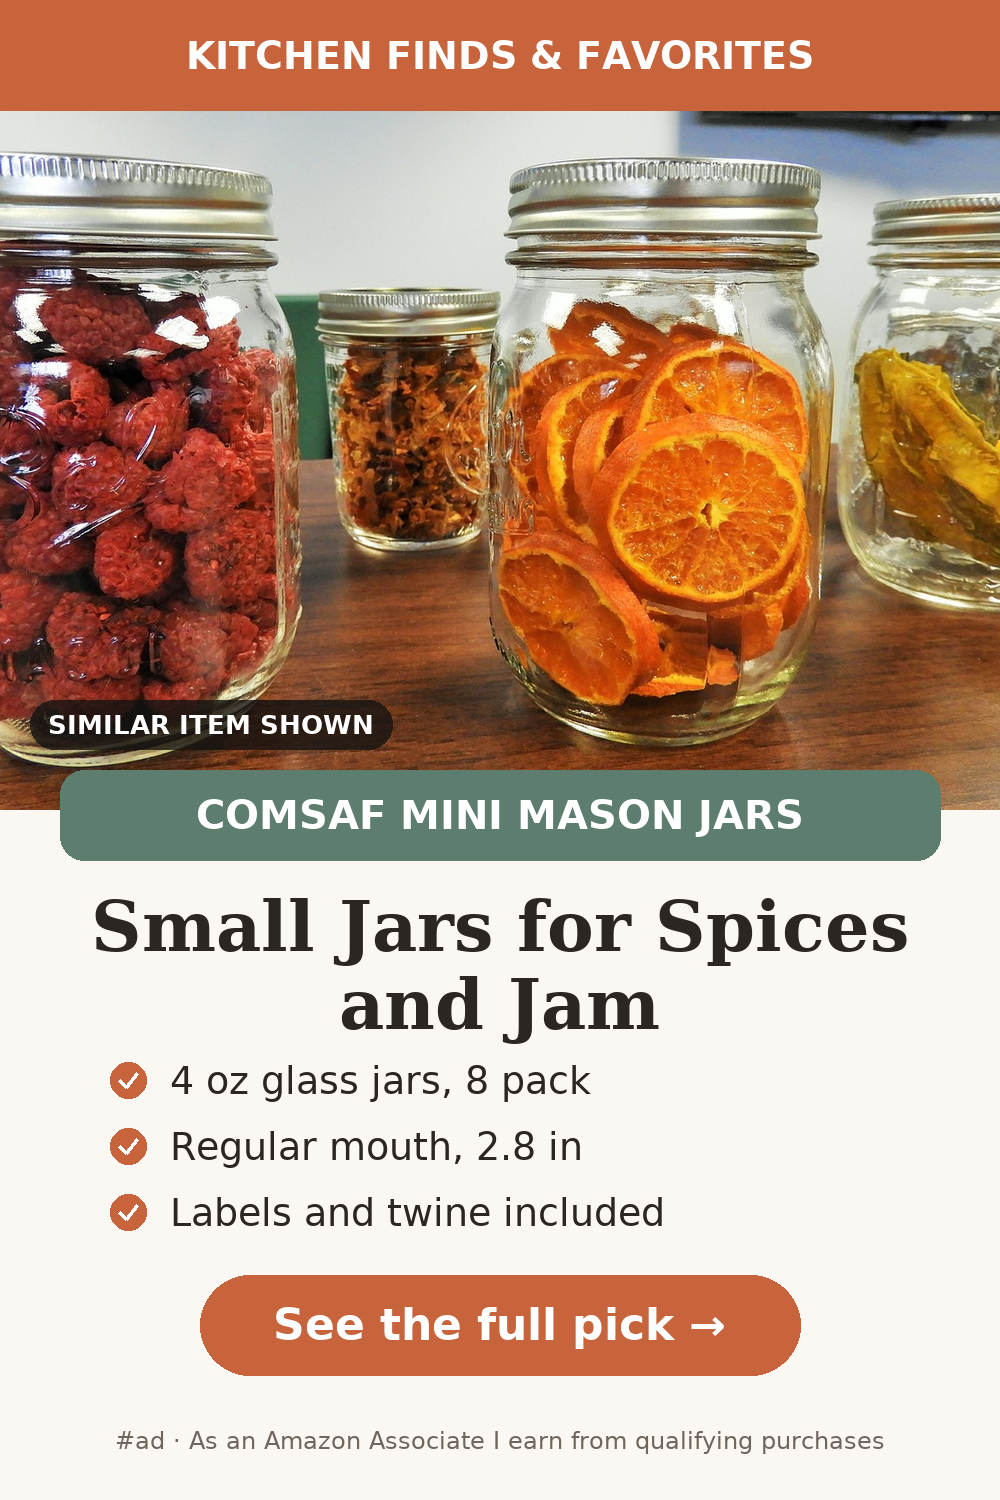 KITCHEN FINDS & FAVORITES
SIMILAR ITEM SHOWN
COMSAF MINI MASON JARS
Small Jars for Spices
and Jam
4 oz glass jars, 8 pack
Regular mouth, 2.8 in
Labels and twine included
See the full pick →
#ad · As an Amazon Associate I earn from qualifying purchases